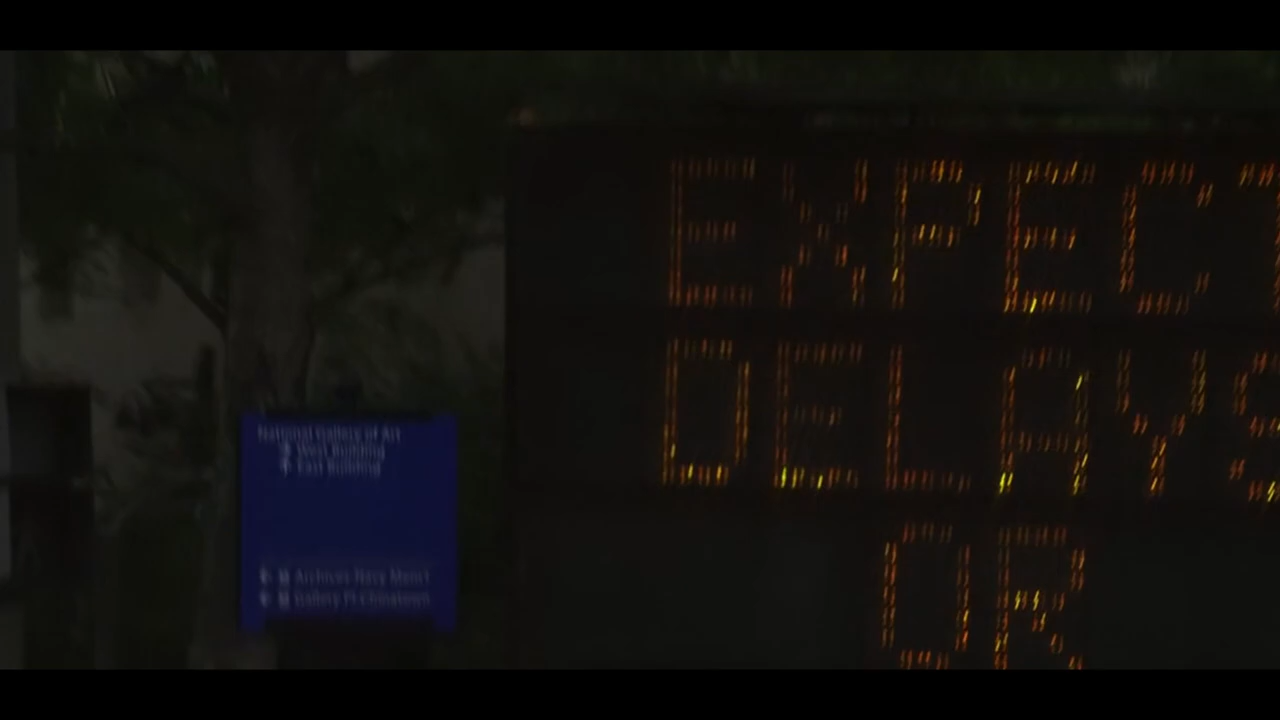 EXPECT
DELAYS
OR
National Gallery of Art
West Building
East Building
Archives Navy Mem'l
Gallery Pl Chinatown